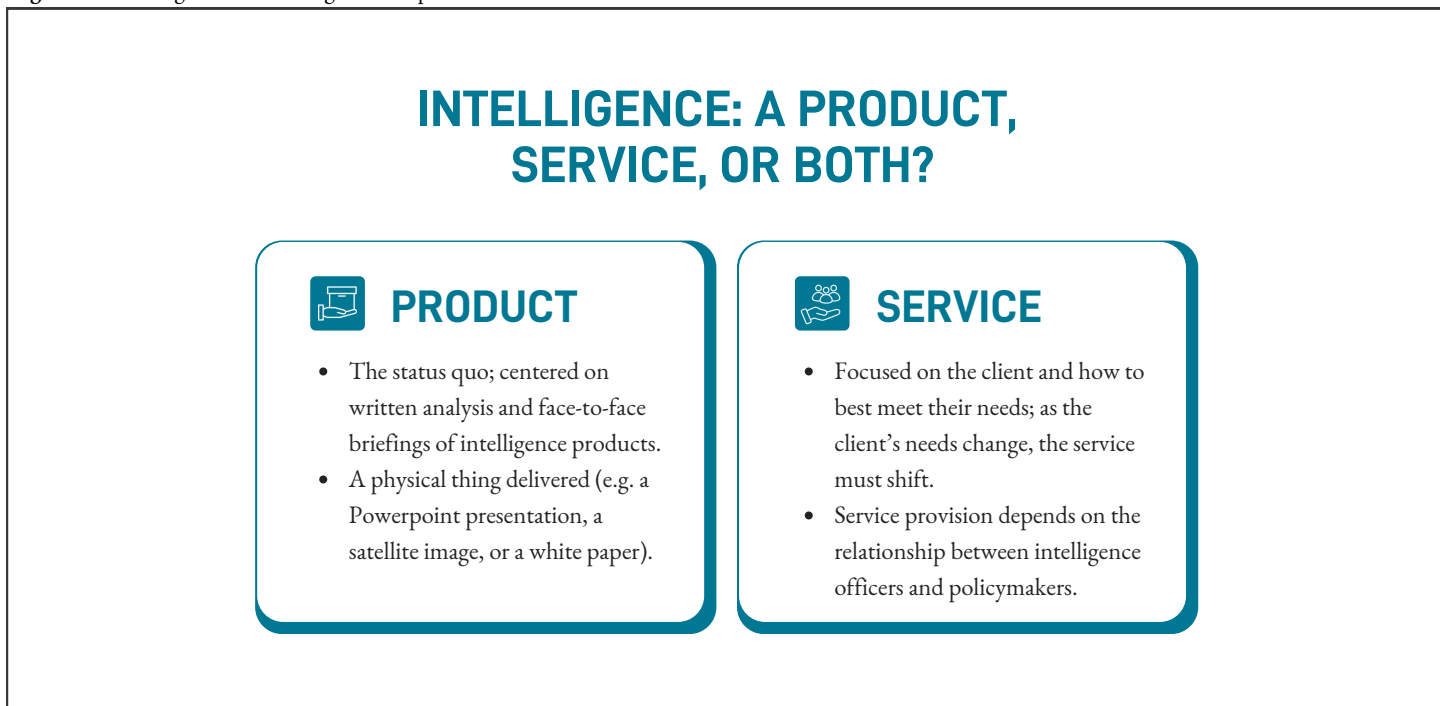 INTELLIGENCE: A PRODUCT,
SERVICE, OR BOTH?
PRODUCT
• The status quo; centered on
written analysis and face-to-face
briefings of intelligence products.
• A physical thing delivered (e.g. a
Powerpoint presentation, a
satellite image, or a white paper).
SERVICE
• Focused on the client and how to
best meet their needs; as the
client’s needs change, the service
must shift.
• Service provision depends on the
relationship between intelligence
officers and policymakers.